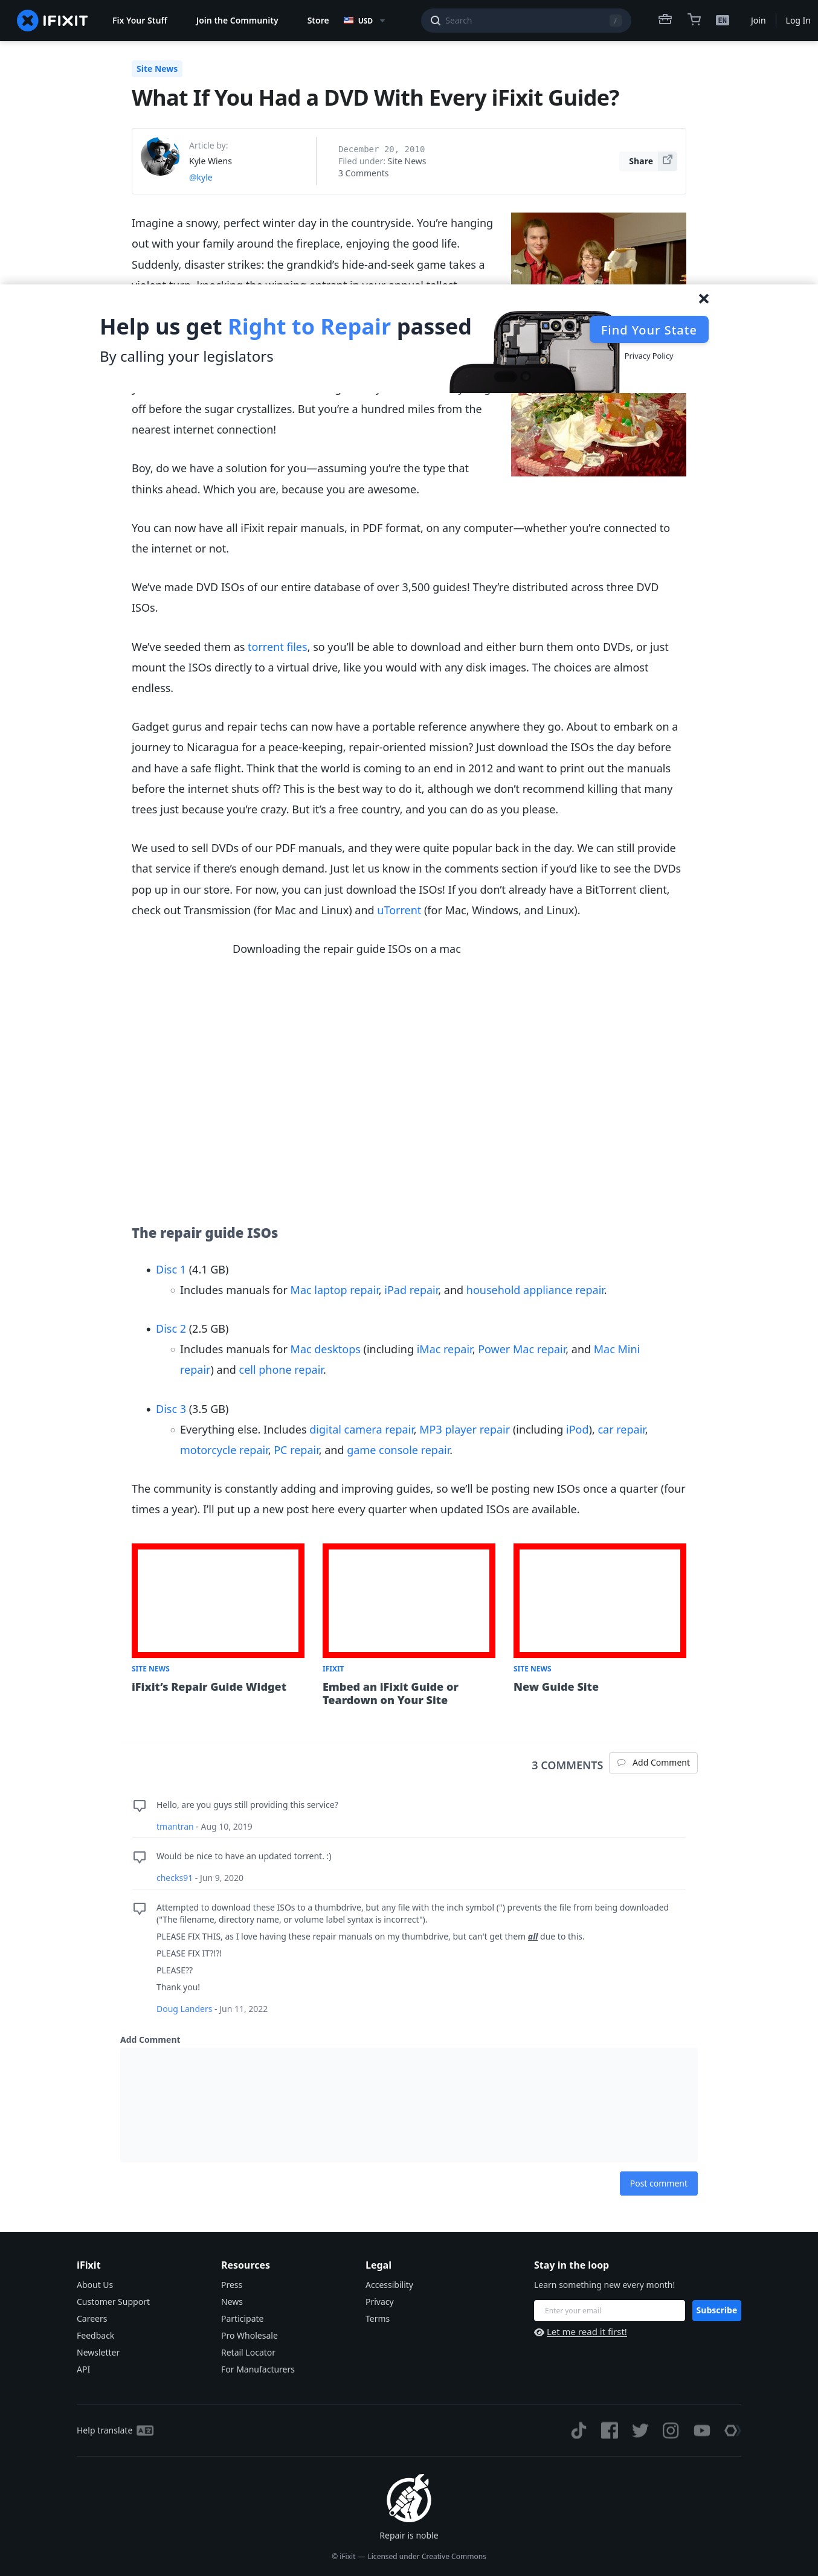 IFIXIT
Fix Your Stuff
Join the Community
Store
USD
Search
/
EN
Join
Log In
Site News
What If You Had a DVD With Every iFixit Guide?
Article by:
Kyle Wiens
@kyle
December 20, 2010
Filed under: Site News
3 Comments
Share
Imagine a snowy, perfect winter day in the countryside. You’re hanging
out with your family around the fireplace, enjoying the good life.
Suddenly, disaster strikes: the grandkid’s hide-and-seek game takes a
Help us get Right to Repair passed
By calling your legislators
Find Your State
Privacy Policy
off before the sugar crystallizes. But you’re a hundred miles from the
nearest internet connection!
Boy, do we have a solution for you—assuming you’re the type that
thinks ahead. Which you are, because you are awesome.
You can now have all iFixit repair manuals, in PDF format, on any computer—whether you’re connected to
the internet or not.
We’ve made DVD ISOs of our entire database of over 3,500 guides! They’re distributed across three DVD
ISOs.
We’ve seeded them as torrent files, so you’ll be able to download and either burn them onto DVDs, or just
mount the ISOs directly to a virtual drive, like you would with any disk images. The choices are almost
endless.
Gadget gurus and repair techs can now have a portable reference anywhere they go. About to embark on a
journey to Nicaragua for a peace-keeping, repair-oriented mission? Just download the ISOs the day before
and have a safe flight. Think that the world is coming to an end in 2012 and want to print out the manuals
before the internet shuts off? This is the best way to do it, although we don’t recommend killing that many
trees just because you’re crazy. But it’s a free country, and you can do as you please.
We used to sell DVDs of our PDF manuals, and they were quite popular back in the day. We can still provide
that service if there’s enough demand. Just let us know in the comments section if you’d like to see the DVDs
pop up in our store. For now, you can just download the ISOs! If you don’t already have a BitTorrent client,
check out Transmission (for Mac and Linux) and uTorrent (for Mac, Windows, and Linux).
Downloading the repair guide ISOs on a mac
The repair guide ISOs
• Disc 1 (4.1 GB)
◦ Includes manuals for Mac laptop repair, iPad repair, and household appliance repair.
• Disc 2 (2.5 GB)
◦ Includes manuals for Mac desktops (including iMac repair, Power Mac repair, and Mac Mini
repair) and cell phone repair.
• Disc 3 (3.5 GB)
◦ Everything else. Includes digital camera repair, MP3 player repair (including iPod), car repair,
motorcycle repair, PC repair, and game console repair.
The community is constantly adding and improving guides, so we’ll be posting new ISOs once a quarter (four
times a year). I’ll put up a new post here every quarter when updated ISOs are available.
SITE NEWS
iFixit’s Repair Guide Widget
IFIXIT
Embed an iFixit Guide or
Teardown on Your Site
SITE NEWS
New Guide Site
3 COMMENTS
Add Comment
Hello, are you guys still providing this service?
tmantran - Aug 10, 2019
Would be nice to have an updated torrent. :)
checks91 - Jun 9, 2020
Attempted to download these ISOs to a thumbdrive, but any file with the inch symbol (") prevents the file from being downloaded
("The filename, directory name, or volume label syntax is incorrect").
PLEASE FIX THIS, as I love having these repair manuals on my thumbdrive, but can't get them all due to this.
PLEASE FIX IT?!?!
PLEASE??
Thank you!
Doug Landers - Jun 11, 2022
Add Comment
Post comment
iFixit
About Us
Customer Support
Careers
Feedback
Newsletter
API
Resources
Press
News
Participate
Pro Wholesale
Retail Locator
For Manufacturers
Legal
Accessibility
Privacy
Terms
Stay in the loop
Learn something new every month!
Enter your email
Subscribe
Let me read it first!
Help translate
Repair is noble
© iFixit — Licensed under Creative Commons